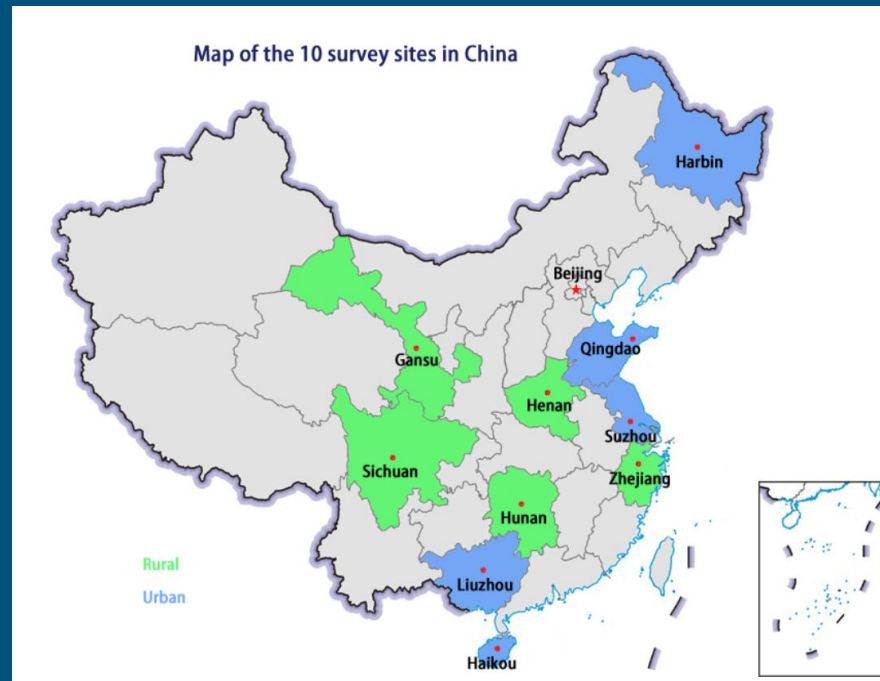 Map of the 10 survey sites in China
Harbin
Beijing
Qingdao
Gansu
Henan
Suzhou
Sichuan
Zhejiang
Hunan
Rural
Liuzhou
Urban
Haikou